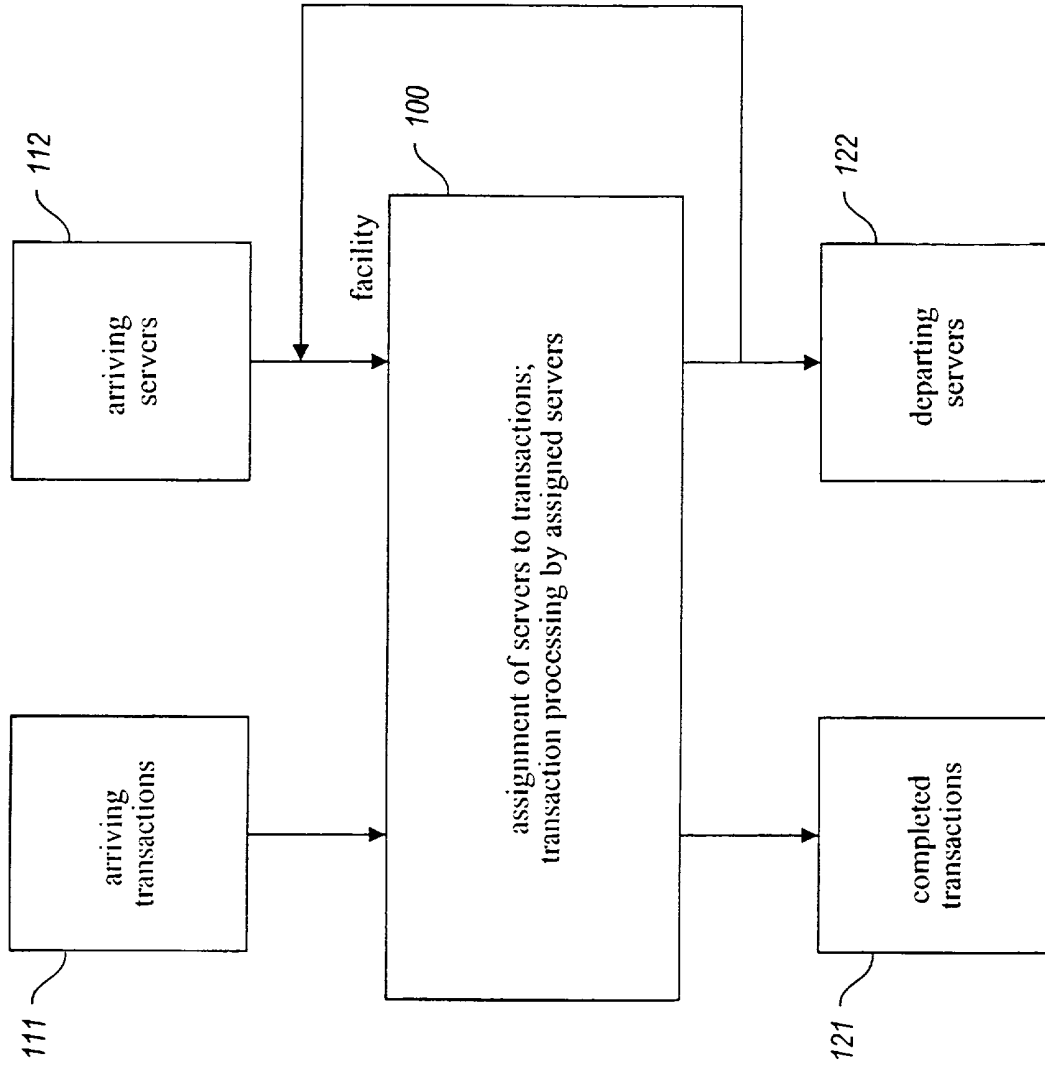 112
arriving
servers
111
arriving
transactions
100
facility
assignment of servers to transactions;
transaction processing by assigned servers
122
departing
servers
121
completed
transactions